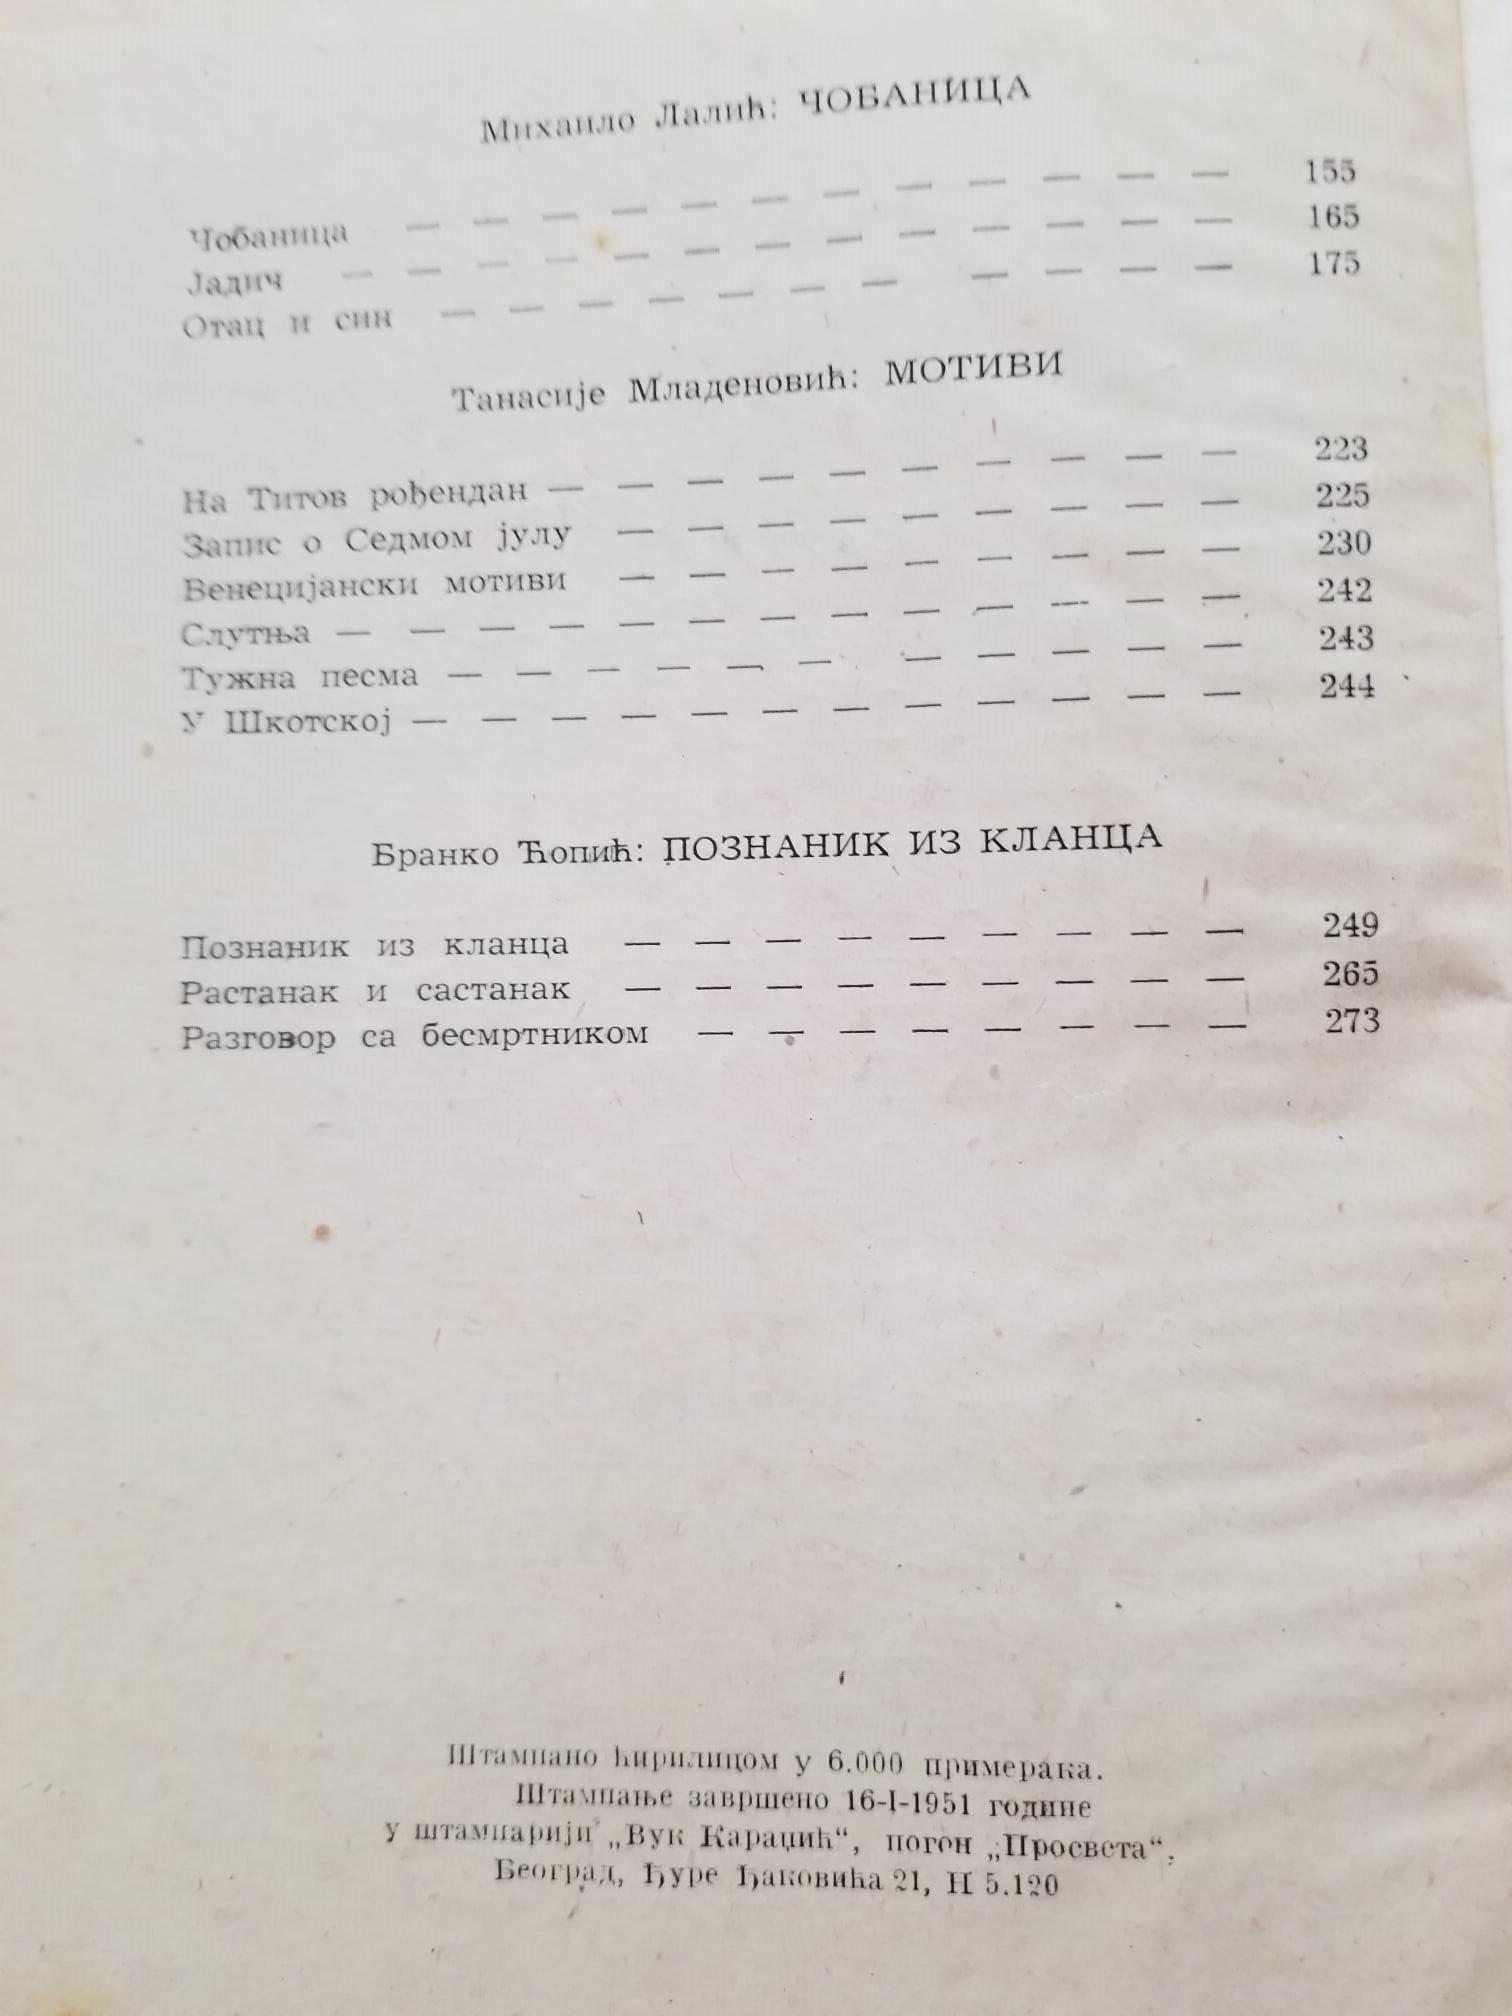 Михаило Лалић: ЧОБАНИЦА
Чобаница — — — — — — — — — — — — 155
Јадич — — — — — — — — — — — — — 165
Отац и син — — — — — — — — — — — 175
Танасије Младеновић: МОТИВИ
На Титов рођендан — — — — — — — — — — 223
Запис о Седмом јулу — — — — — — — — — 225
Венецијански мотиви — — — — — — — — — 230
Слутња — — — — — — — — — — — — — 242
Тужна песма — — — — — — — — — — — 243
У Шкотској — — — — — — — — — — — — 244
Бранко Ћопић: ПОЗНАНИК ИЗ КЛАНЦА
Познаник из кланца — — — — — — — — — 249
Растанак и састанак — — — — — — — — — 265
Разговор са бесмртником — — — — — — — — 273
Штампано ћирилицом у 6.000 примерака.
Штампање завршено 16-I-1951 године
у штампарији „Вук Караџић“, погон „Просвета“,
Београд, Ђуре Ђаковића 21, Н 5.120